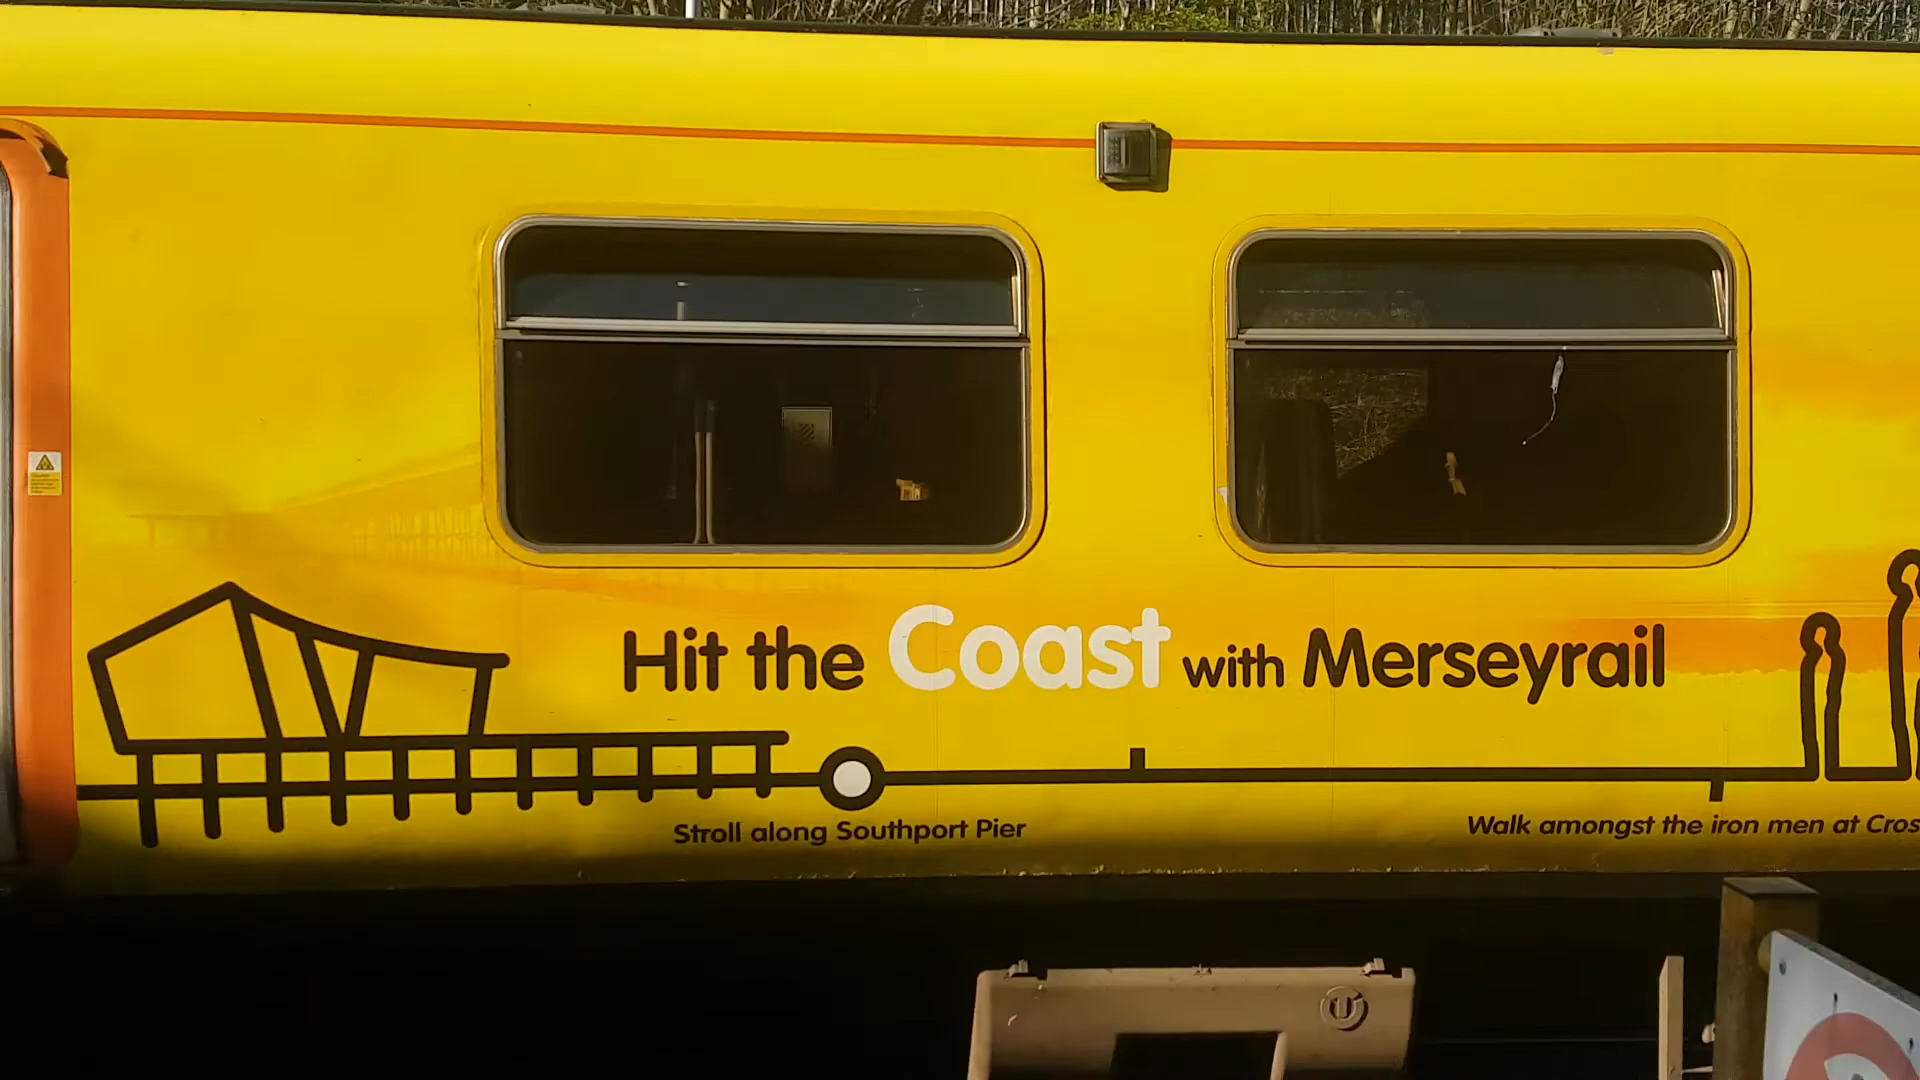 Hit the Coast with Merseyrail
Stroll along Southport Pier
Walk amongst the iron men at Cros